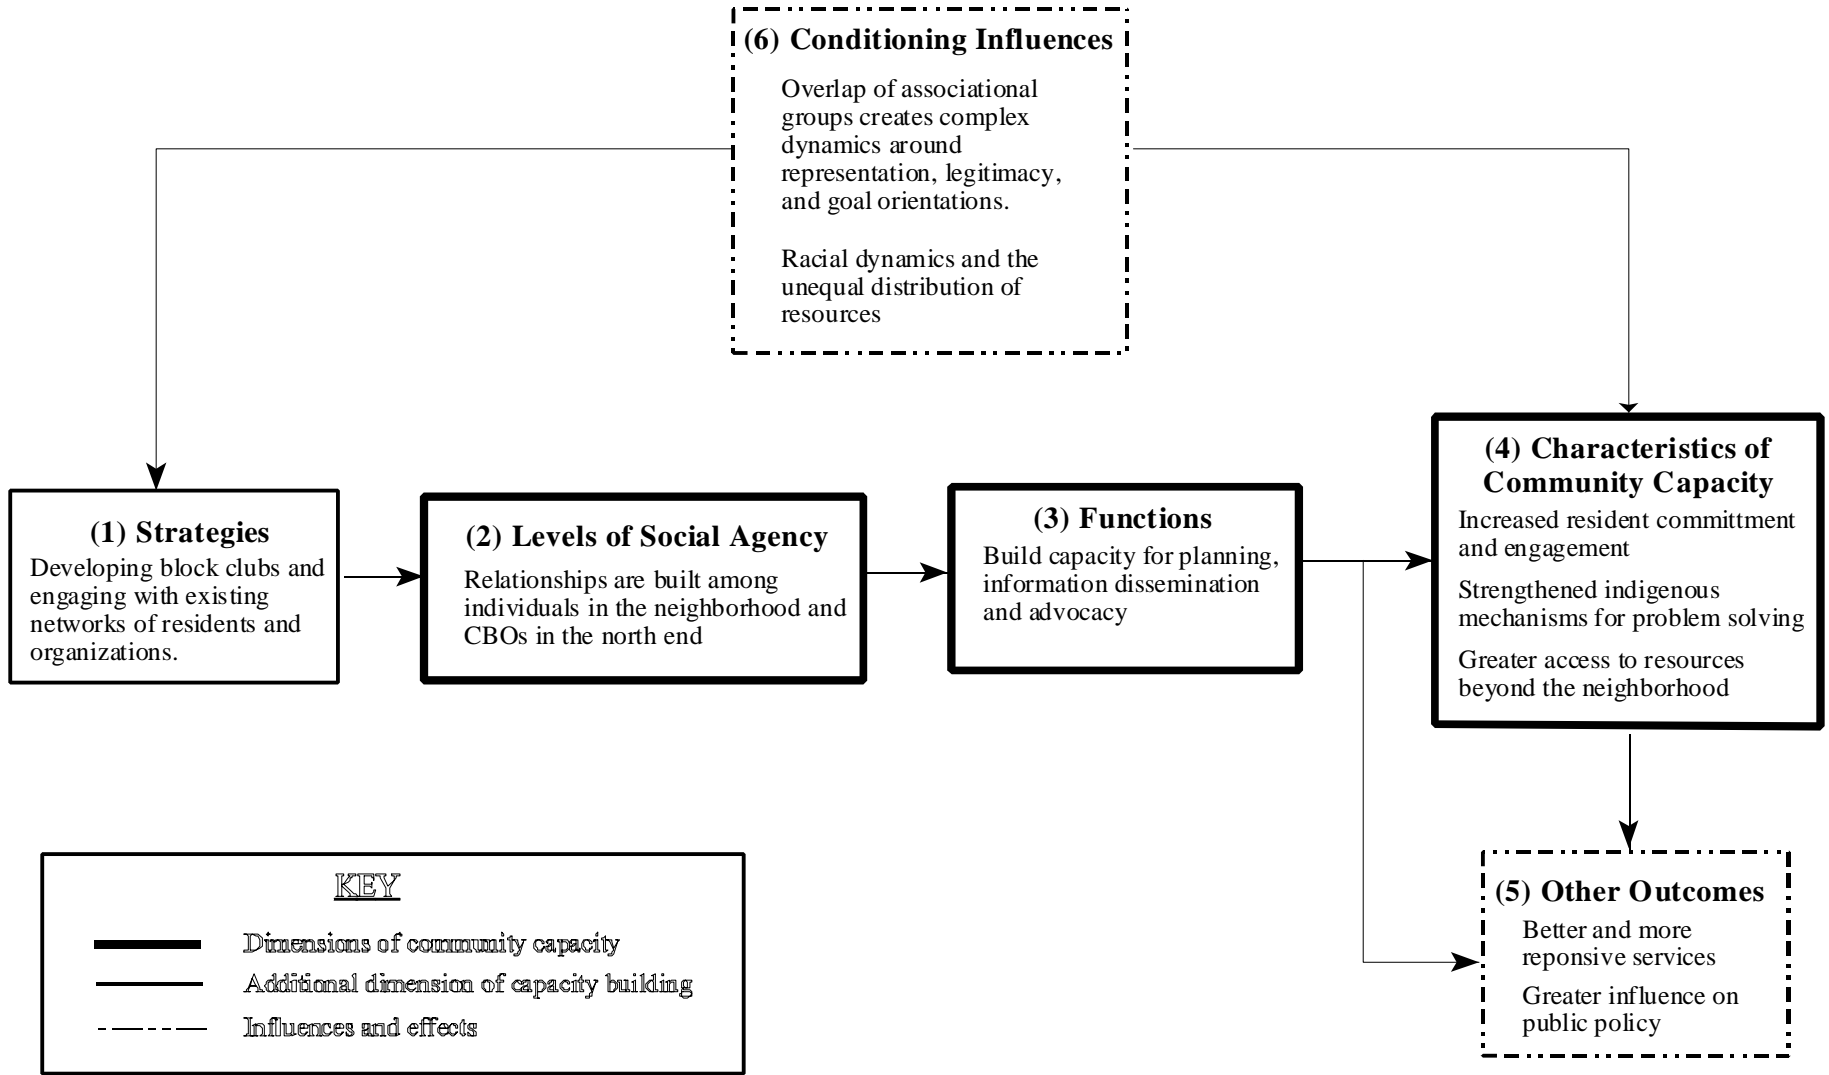 (6) Conditioning Influences
Overlap of associational
groups creates complex
dynamics around
representation, legitimacy,
and goal orientations.
Racial dynamics and the
unequal distribution of
resources
(1) Strategies
Developing block clubs and
engaging with existing
networks of residents and
organizations.
(2) Levels of Social Agency
Relationships are built among
individuals in the neighborhood and
CBOs in the north end
(3) Functions
Build capacity for planning,
information dissemination
and advocacy
(4) Characteristics of
Community Capacity
Increased resident committment
and engagement
Strengthened indigenous
mechanisms for problem solving
Greater access to resources
beyond the neighborhood
(5) Other Outcomes
Better and more
reponsive services
Greater influence on
public policy
KEY
Dimensions of community capacity
Additional dimension of capacity building
Influences and effects